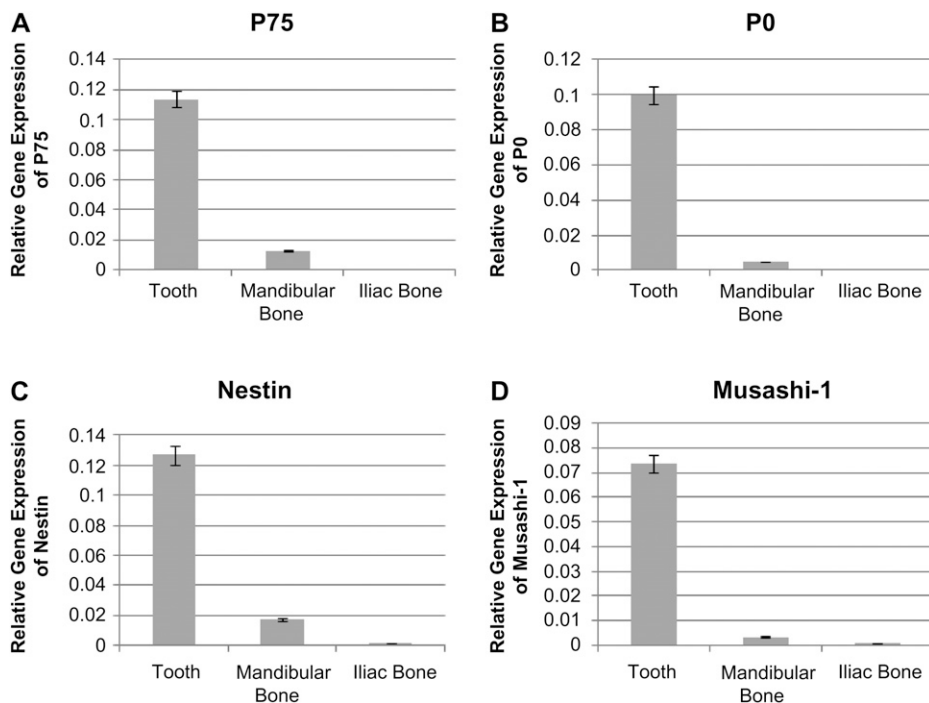 A
P75
Relative Gene Expression
of P75
0.14
0.12
0.1
0.08
0.06
0.04
0.02
0
Tooth
Mandibular
Bone
Iliac Bone
B
P0
Relative Gene Expression
of P0
0.12
0.1
0.08
0.06
0.04
0.02
0
Tooth
Mandibular
Bone
Iliac Bone
C
Nestin
Relative Gene Expression
of Nestin
0.14
0.12
0.1
0.08
0.06
0.04
0.02
0
Tooth
Mandibular
Bone
Iliac Bone
D
Musashi-1
Relative Gene Expression
of Musashi-1
0.09
0.08
0.07
0.06
0.05
0.04
0.03
0.02
0.01
0
Tooth
Mandibular
Bone
Iliac Bone